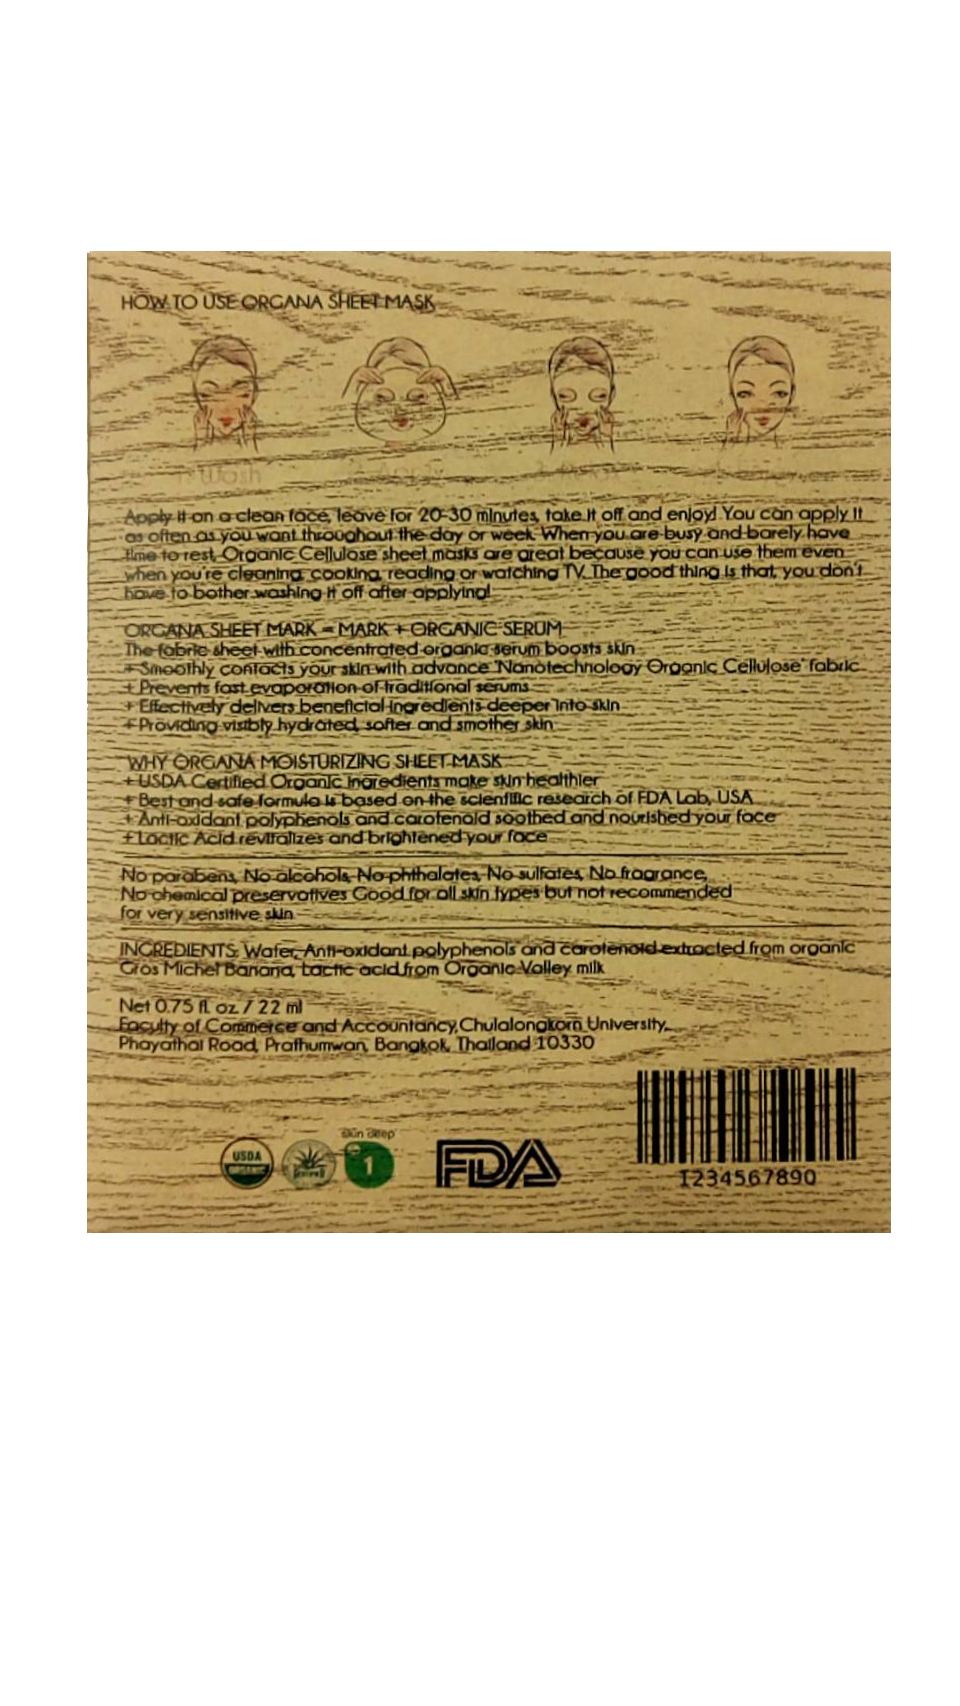 HOW TO USE ORGANA SHEET MASK
Wash
Apply it on a clean face, leave for 20-30 minutes, take it off and enjoy! You can apply it
as often as you want throughout the day or week. When you are busy and barely have
time to rest, Organic Cellulose sheet masks are great because you can use them even
when you're cleaning, cooking, reading or watching TV. The good thing is that, you don't
have to bother washing it off after applying!
ORGANA SHEET MARK = MARK + ORGANIC SERUM
The fabric sheet with concentrated organic serum boosts skin
+ Smoothly contacts your skin with advance 'Nanotechnology Organic Cellulose' fabric
+ Prevents fast evaporation of traditional serums
+ Effectively delivers beneficial ingredients deeper into skin
+ Providing visibly hydrated, softer and smother skin
WHY ORGANA MOISTURIZING SHEET MASK
+ USDA Certified Organic ingredients make skin healthier
+ Best and safe formula is based on the scientific research of FDA Lab, USA
+ Anti-oxidant polyphenols and carotenoid soothed and nourished your face
+ Lactic Acid revitalizes and brightened your face
No parabens, No alcohols, No phthalates, No sulfates, No fragrance,
No chemical preservatives Good for all skin types but not recommended
for very sensitive skin
INGREDIENTS: Water, Anti-oxidant polyphenols and carotenoid extracted from organic
Gros Michel Banana, Lactic acid from Organic Valley milk
Net 0.75 fl. oz. / 22 ml
Faculty of Commerce and Accountancy, Chulalongkorn University,
Phayathai Road, Prathumwan, Bangkok, Thailand 10330
skin deep
USDA
ORGANIC
1
FDA
1234567890